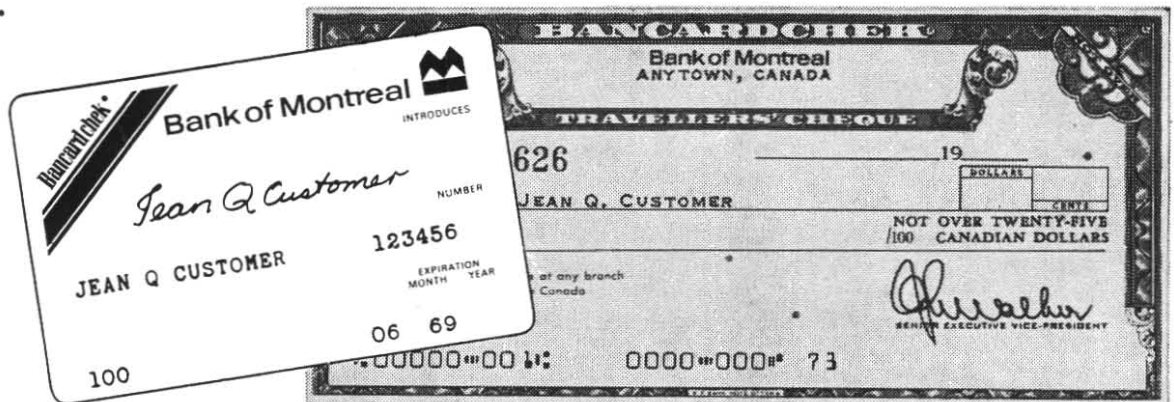 Bancardchek
Bank of Montreal
INTRODUCES
Jean Q Customer
NUMBER
JEAN Q CUSTOMER 123456
EXPIRATION
MONTH YEAR
06 69
100
BANCARDCHEK
Bank of Montreal
ANYTOWN, CANADA
TRAVELLERS CHEQUE
626 19
DOLLARS
CENTS
JEAN Q. CUSTOMER
NOT OVER TWENTY-FIVE
/100 CANADIAN DOLLARS
at any branch
Canada
SENIOR EXECUTIVE VICE-PRESIDENT
00000⑈001⑆ 0000⑈000⑈ 73